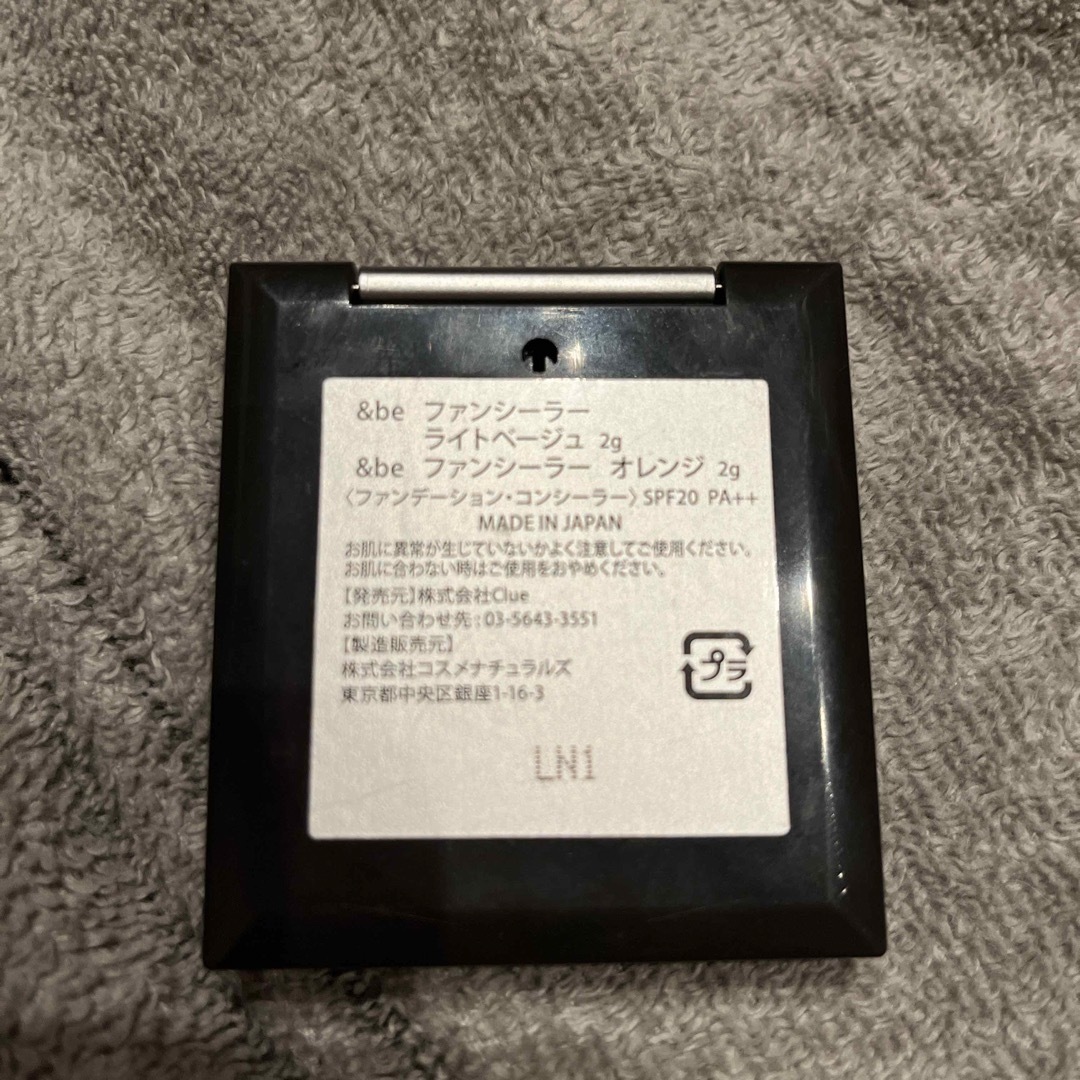 &be ファンシーラー
ライトベージュ 2g
&be ファンシーラー オレンジ 2g
〈ファンデーション・コンシーラー〉SPF20 PA++
MADE IN JAPAN
お肌に異常が生じていないかよく注意してご使用ください。
お肌に合わない時はご使用をおやめください。
【発売元】株式会社Clue
お問い合わせ先:03-5643-3551
【製造販売元】
株式会社コスメナチュラルズ
東京都中央区銀座1-16-3
プラ
LN1